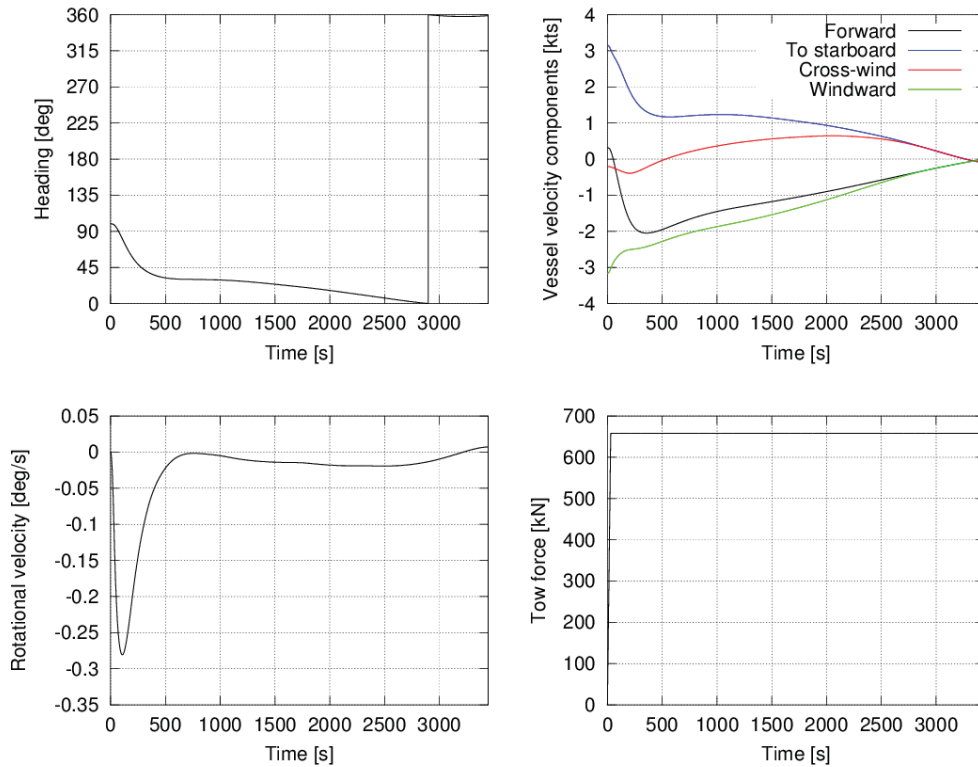 360
315
270
225
180
135
90
45
0
0 500 1000 1500 2000 2500 3000
Heading [deg]
Time [s]
4
3
2
1
0
-1
-2
-3
-4
0 500 1000 1500 2000 2500 3000
Vessel velocity components [kts]
Time [s]
Forward
To starboard
Cross-wind
Windward
0.05
0
-0.05
-0.1
-0.15
-0.2
-0.25
-0.3
-0.35
0 500 1000 1500 2000 2500 3000
Rotational velocity [deg/s]
Time [s]
700
600
500
400
300
200
100
0
0 500 1000 1500 2000 2500 3000
Tow force [kN]
Time [s]